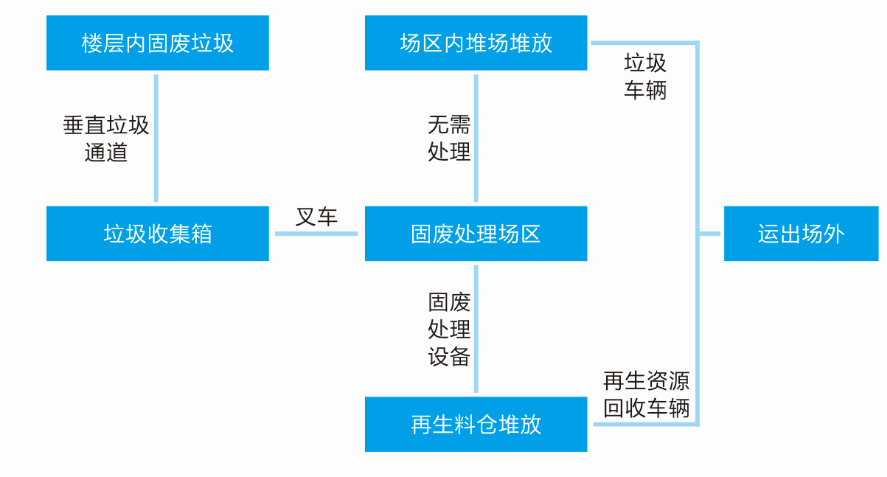 楼层内固废垃圾
场区内堆场堆放
垃圾
车辆
垂直垃圾
通道
无需
处理
垃圾收集箱
叉车
固废处理场区
运出场外
固废
处理
设备
再生资源
回收车辆
再生料仓堆放